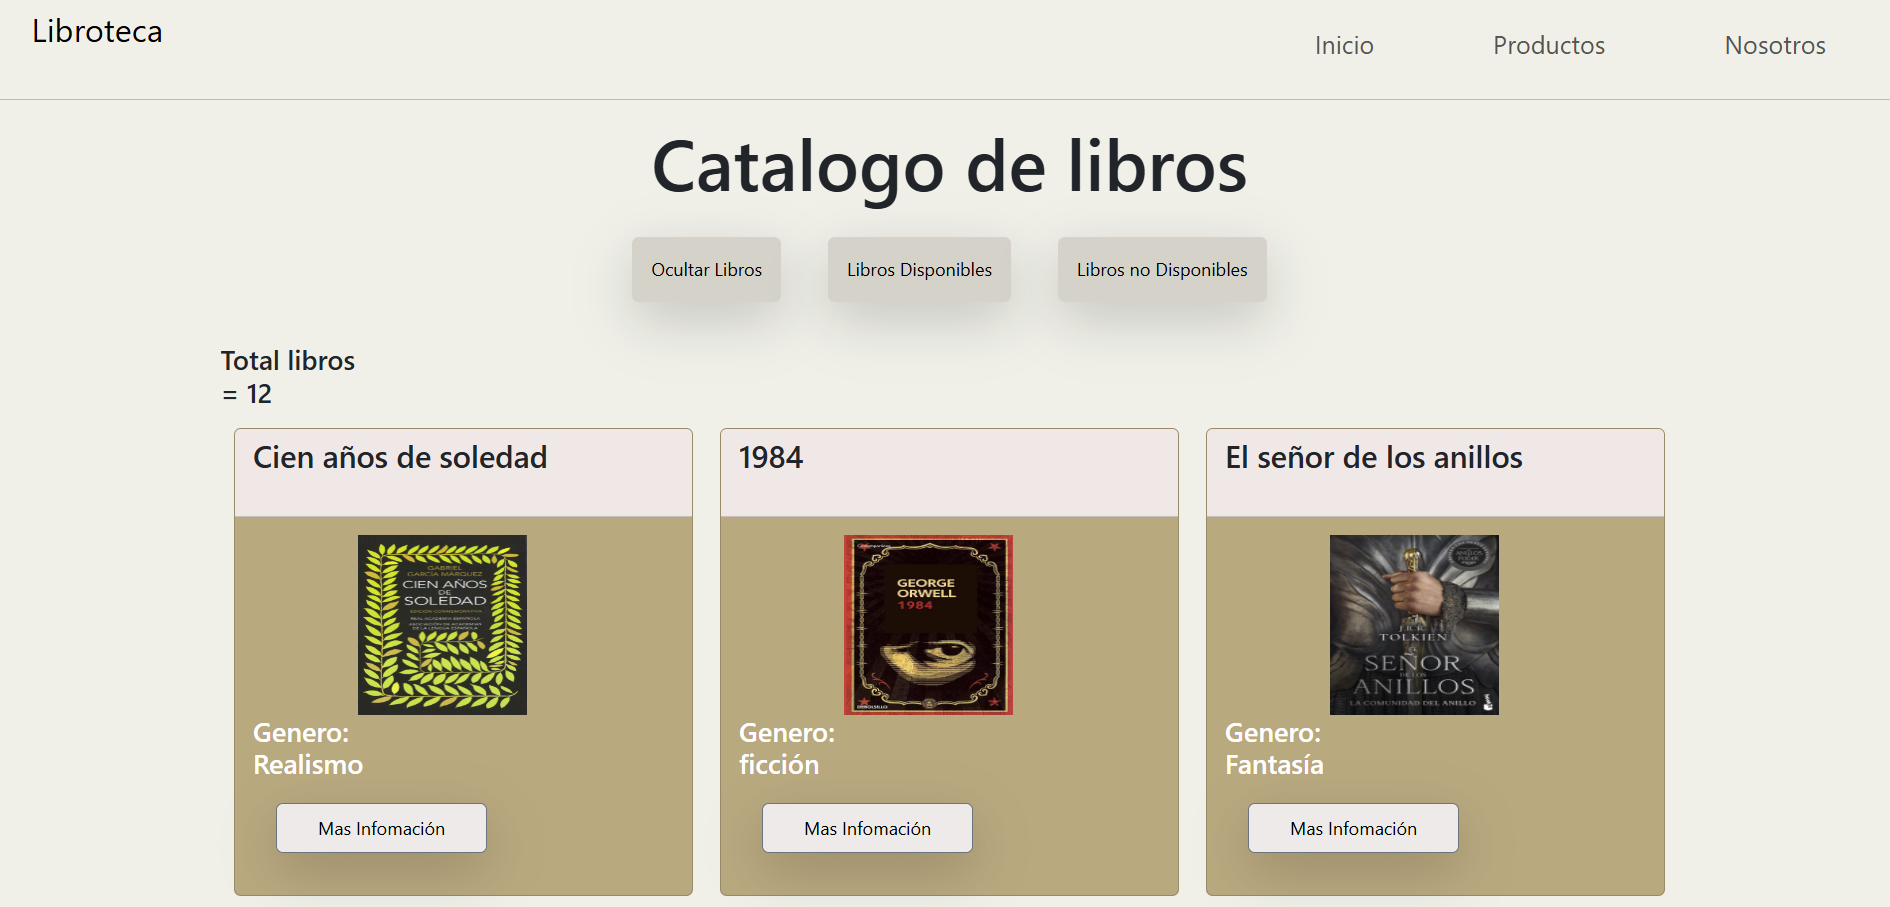 Libroteca
Inicio
Productos
Nosotros
Catalogo de libros
Ocultar Libros
Libros Disponibles
Libros no Disponibles
Total libros
= 12
Cien años de soledad
GABRIEL
GARCÍA MÁRQUEZ
CIEN AÑOS
DE
SOLEDAD
EDICIÓN CONMEMORATIVA
REAL ACADEMIA ESPAÑOLA
ASOCIACIÓN DE ACADEMIAS
DE LA LENGUA ESPAÑOLA
Genero:
Realismo
Mas Infomación
1984
GEORGE
ORWELL
1984
DEBOLSILLO
Genero:
ficción
Mas Infomación
El señor de los anillos
J.R.R.
TOLKIEN
EL
SEÑOR
DE LOS
ANILLOS
LA COMUNIDAD DEL ANILLO
Genero:
Fantasía
Mas Infomación